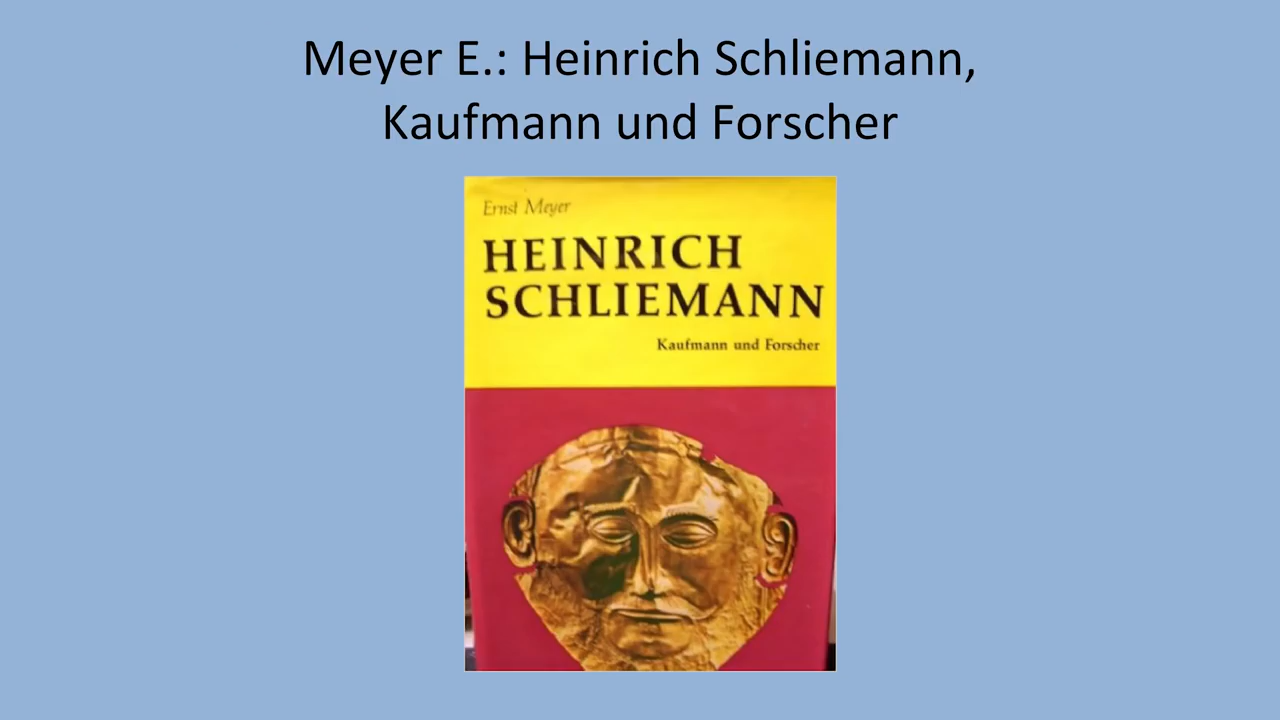 Meyer E.: Heinrich Schliemann,
Kaufmann und Forscher
Ernst Meyer
HEINRICH
SCHLIEMANN
Kaufmann und Forscher